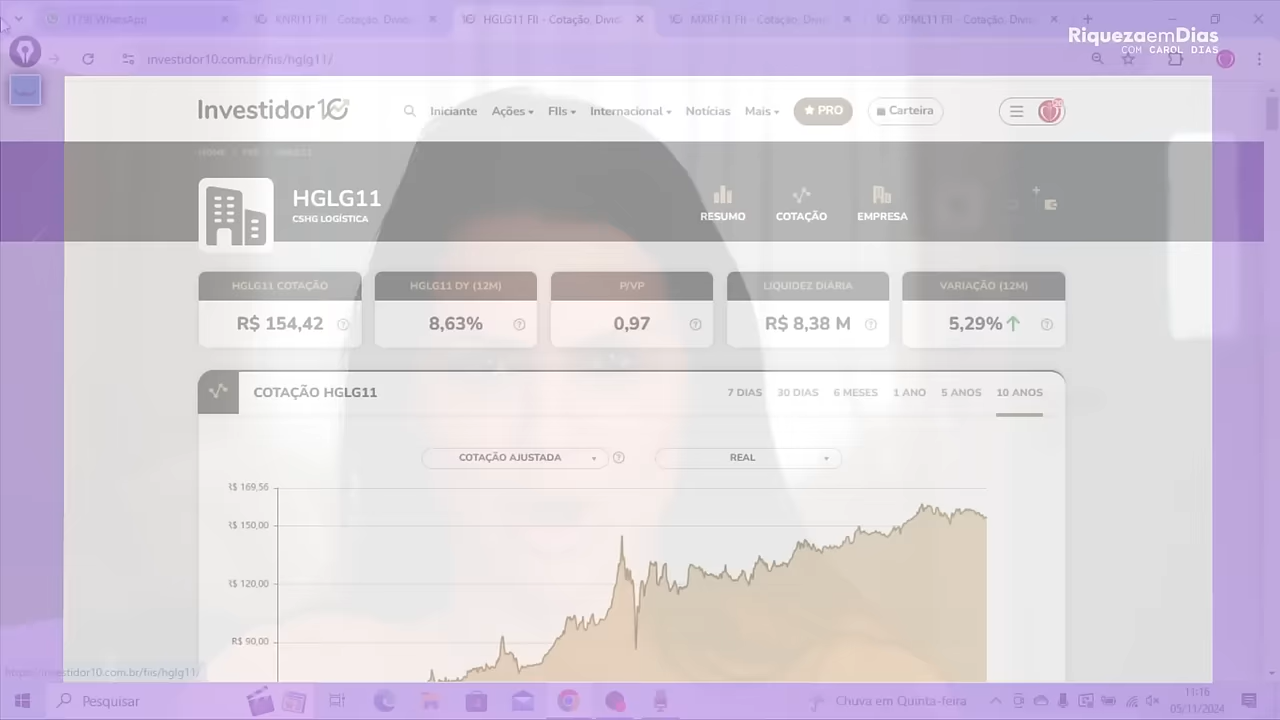 (179) WhatsApp
KNRI11 FII - Cotação, Divid
HGLG11 FII - Cotação, Divid
MXRF11 FII - Cotação, Divid
XPML11 FII - Cotação, Divid
RiquezaemDias
COM CAROL DIAS
investidor10.com.br/fiis/hglg11/
Investidor10
Iniciante
Ações
FIIs
Internacional
Notícias
Mais
PRO
Carteira
HOME
HGLG11
HGLG11
CSHG LOGÍSTICA
RESUMO
COTAÇÃO
EMPRESA
HGLG11 COTAÇÃO
HGLG11 DY (12M)
P/VP
LIQUIDEZ DIARIA
VARIAÇÃO (12M)
R$ 154,42
8,63%
0,97
R$ 8,38 M
5,29%
COTAÇÃO HGLG11
7 DIAS
30 DIAS
6 MESES
1 ANO
5 ANOS
10 ANOS
COTAÇÃO AJUSTADA
REAL
R$ 169,56
R$ 150,00
R$ 120,00
R$ 90,00
https://investidor10.com.br/fiis/hglg11/
Pesquisar
Chuva em Quinta-feira
11:16
05/11/2024